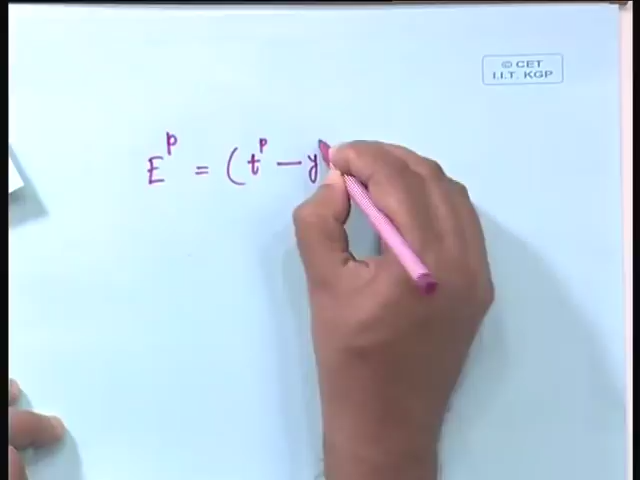 © CET
I.I.T. KGP
E^p = (t^p – y